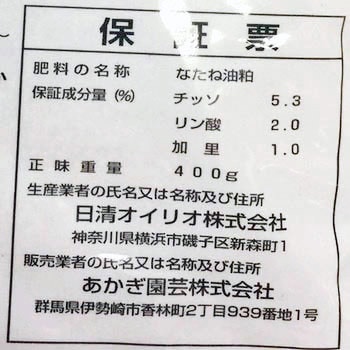 保証票
肥料の名称 なたね油粕
保証成分量(%) チッソ 5.3
リン酸 2.0
加里 1.0
正味重量 400g
生産業者の氏名又は名称及び住所
日清オイリオ株式会社
神奈川県横浜市磯子区新森町1
販売業者の氏名又は名称及び住所
あかぎ園芸株式会社
群馬県伊勢崎市香林町2丁目939番地1号